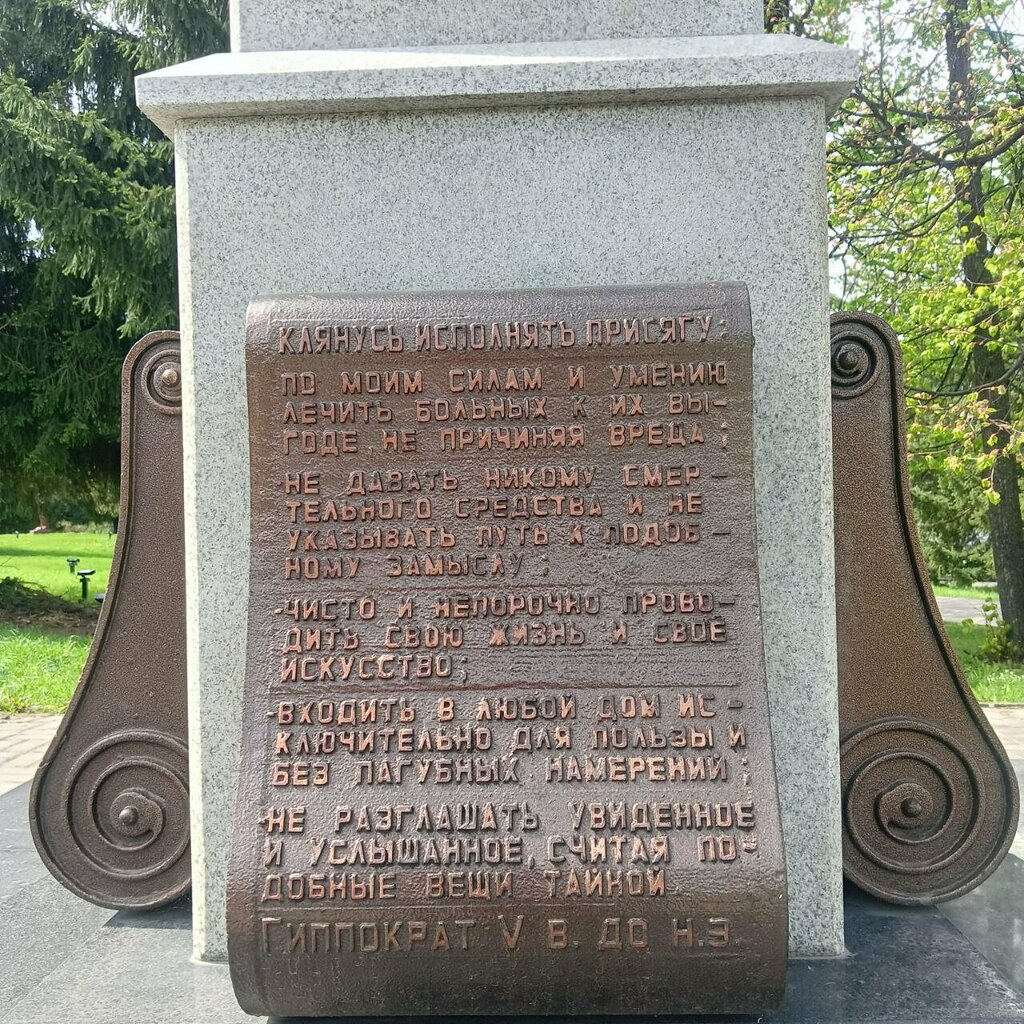 КЛЯНУСЬ ИСПОЛНЯТЬ ПРИСЯГУ:
ПО МОИМ СИЛАМ И УМЕНИЮ
ЛЕЧИТЬ БОЛЬНЫХ К ИХ ВЫ-
ГОДЕ, НЕ ПРИЧИНЯЯ ВРЕДА;
-НЕ ДАВАТЬ НИКОМУ СМЕР-
ТЕЛЬНОГО СРЕДСТВА И НЕ
УКАЗЫВАТЬ ПУТЬ К ПОДОБ-
НОМУ ЗАМЫСЛУ;
-ЧИСТО И НЕПОРОЧНО ПРОВО-
ДИТЬ СВОЮ ЖИЗНЬ И СВОЁ
ИСКУССТВО;
-ВХОДИТЬ В ЛЮБОЙ ДОМ ИС-
КЛЮЧИТЕЛЬНО ДЛЯ ПОЛЬЗЫ И
БЕЗ ПАГУБНЫХ НАМЕРЕНИЙ;
-НЕ РАЗГЛАШАТЬ УВИДЕННОЕ
И УСЛЫШАННОЕ, СЧИТАЯ ПО-
ДОБНЫЕ ВЕЩИ ТАЙНОЙ
ГИППОКРАТ V В. ДО Н.Э.